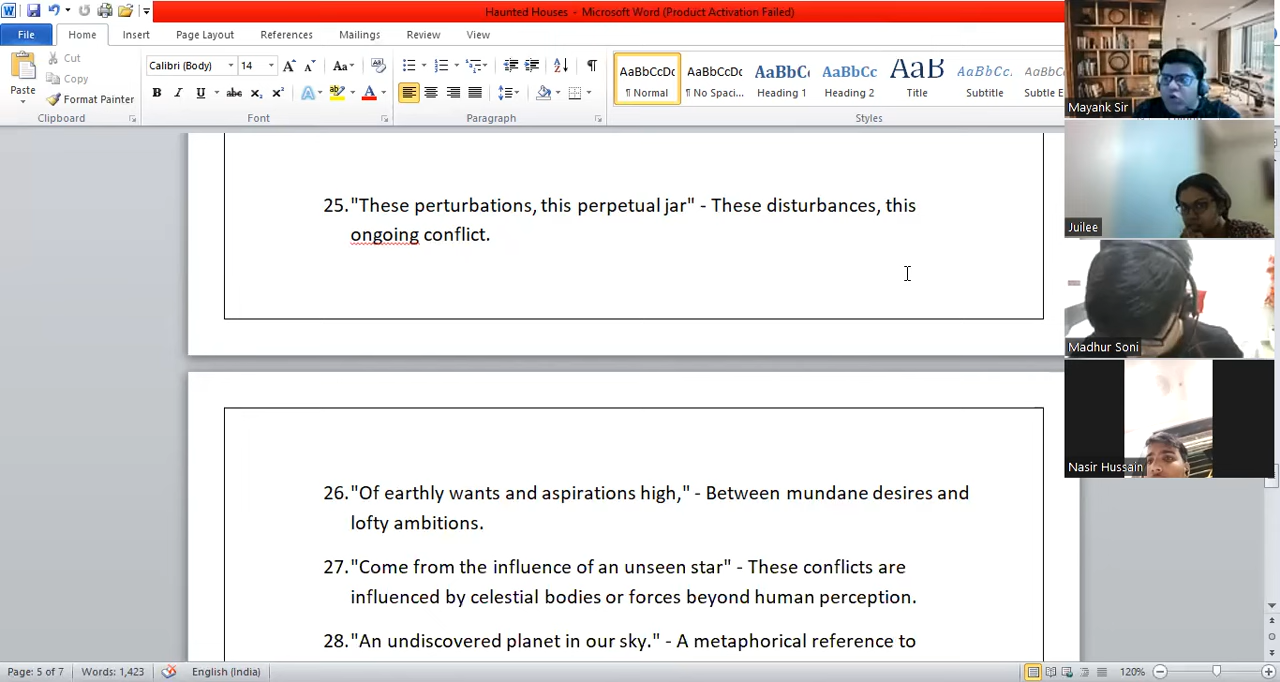 Haunted Houses - Microsoft Word (Product Activation Failed)
File Home Insert Page Layout References Mailings Review View
Cut
Copy
Paste
Format Painter
Calibri (Body) 14
AaBbCcDc AaBbCcDc AaBbC AaBbCc AaB AaBbCc. AaBbCc
¶ Normal ¶ No Spaci... Heading 1 Heading 2 Title Subtitle Subtle E
Clipboard Font Paragraph Styles
Mayank Sir
Juilee
Madhur Soni
Nasir Hussain
25. "These perturbations, this perpetual jar" - These disturbances, this
ongoing conflict.
26. "Of earthly wants and aspirations high," - Between mundane desires and
lofty ambitions.
27. "Come from the influence of an unseen star" - These conflicts are
influenced by celestial bodies or forces beyond human perception.
28. "An undiscovered planet in our sky." - A metaphorical reference to
Page: 5 of 7 Words: 1,423 English (India) 120%